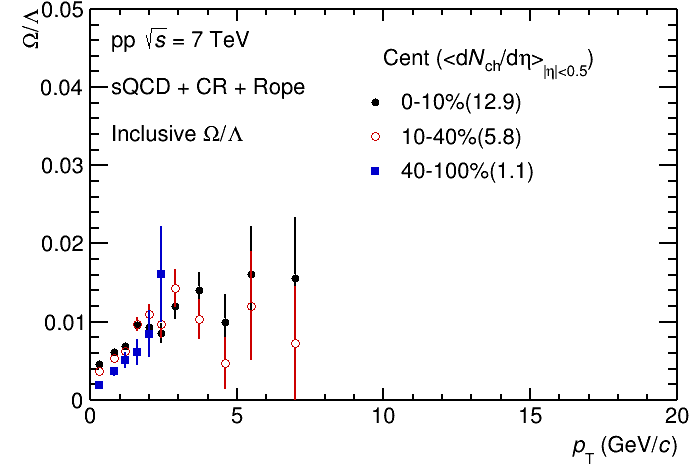 Ω/Λ
0.05
0.04
0.03
0.02
0.01
0
pp √s = 7 TeV
sQCD + CR + Rope
Inclusive Ω/Λ
Cent (<dN_ch/dη>_|η|<0.5)
0-10%(12.9)
10-40%(5.8)
40-100%(1.1)
0 5 10 15 20
p_T (GeV/c)